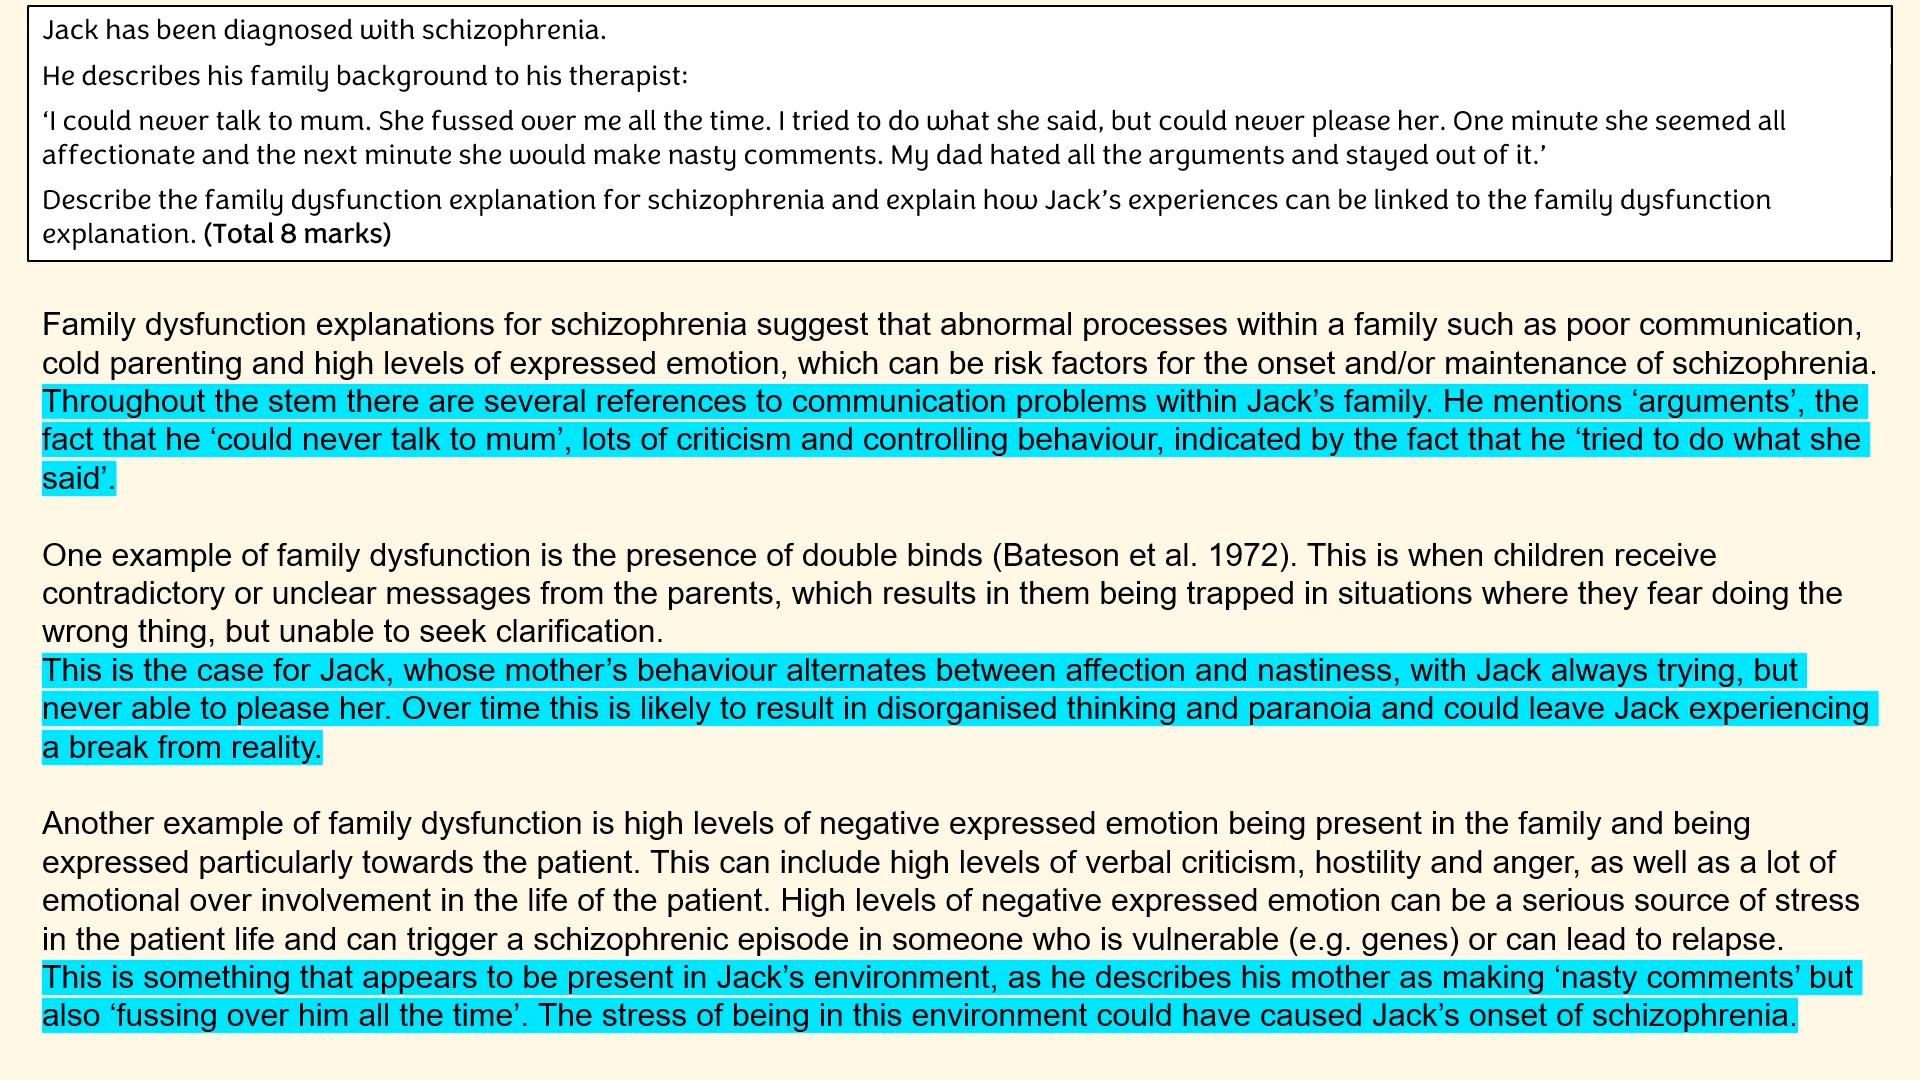 Jack has been diagnosed with schizophrenia.
He describes his family background to his therapist:
‘I could never talk to mum. She fussed over me all the time. I tried to do what she said, but could never please her. One minute she seemed all
affectionate and the next minute she would make nasty comments. My dad hated all the arguments and stayed out of it.’
Describe the family dysfunction explanation for schizophrenia and explain how Jack’s experiences can be linked to the family dysfunction
explanation. (Total 8 marks)
Family dysfunction explanations for schizophrenia suggest that abnormal processes within a family such as poor communication,
cold parenting and high levels of expressed emotion, which can be risk factors for the onset and/or maintenance of schizophrenia.
Throughout the stem there are several references to communication problems within Jack’s family. He mentions ‘arguments’, the
fact that he ‘could never talk to mum’, lots of criticism and controlling behaviour, indicated by the fact that he ‘tried to do what she
said’.
One example of family dysfunction is the presence of double binds (Bateson et al. 1972). This is when children receive
contradictory or unclear messages from the parents, which results in them being trapped in situations where they fear doing the
wrong thing, but unable to seek clarification.
This is the case for Jack, whose mother’s behaviour alternates between affection and nastiness, with Jack always trying, but
never able to please her. Over time this is likely to result in disorganised thinking and paranoia and could leave Jack experiencing
a break from reality.
Another example of family dysfunction is high levels of negative expressed emotion being present in the family and being
expressed particularly towards the patient. This can include high levels of verbal criticism, hostility and anger, as well as a lot of
emotional over involvement in the life of the patient. High levels of negative expressed emotion can be a serious source of stress
in the patient life and can trigger a schizophrenic episode in someone who is vulnerable (e.g. genes) or can lead to relapse.
This is something that appears to be present in Jack’s environment, as he describes his mother as making ‘nasty comments’ but
also ‘fussing over him all the time’. The stress of being in this environment could have caused Jack’s onset of schizophrenia.